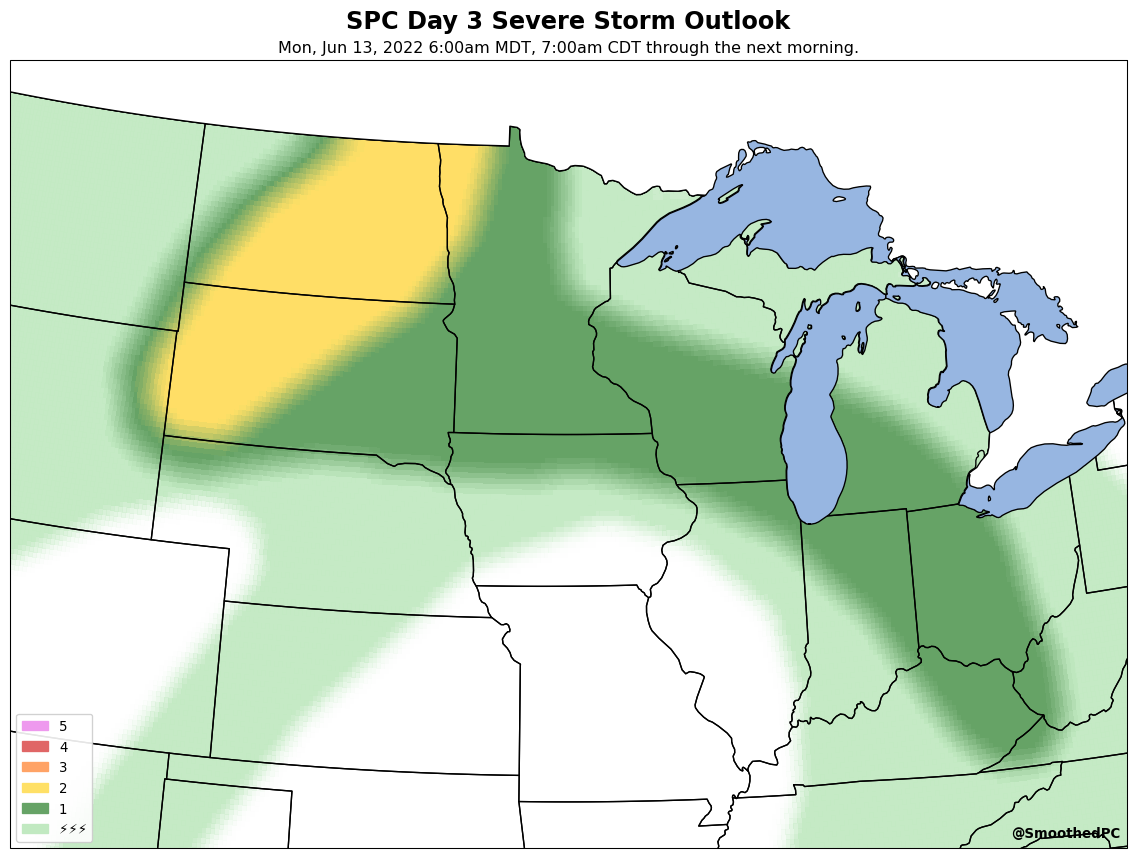 SPC Day 3 Severe Storm Outlook
Mon, Jun 13, 2022 6:00am MDT, 7:00am CDT through the next morning.
5
4
3
2
1
⚡⚡⚡
@SmoothedPC